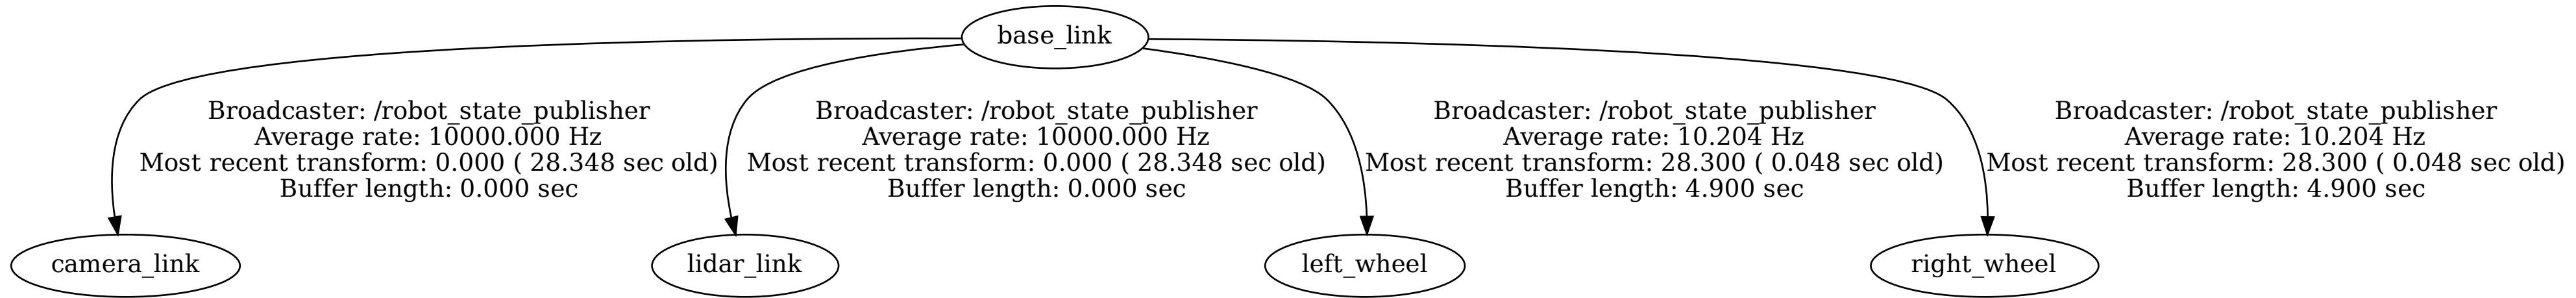 base_link
Broadcaster: /robot_state_publisher
Average rate: 10000.000 Hz
Most recent transform: 0.000 ( 28.348 sec old)
Buffer length: 0.000 sec
Broadcaster: /robot_state_publisher
Average rate: 10000.000 Hz
Most recent transform: 0.000 ( 28.348 sec old)
Buffer length: 0.000 sec
Broadcaster: /robot_state_publisher
Average rate: 10.204 Hz
Most recent transform: 28.300 ( 0.048 sec old)
Buffer length: 4.900 sec
Broadcaster: /robot_state_publisher
Average rate: 10.204 Hz
Most recent transform: 28.300 ( 0.048 sec old)
Buffer length: 4.900 sec
camera_link
lidar_link
left_wheel
right_wheel